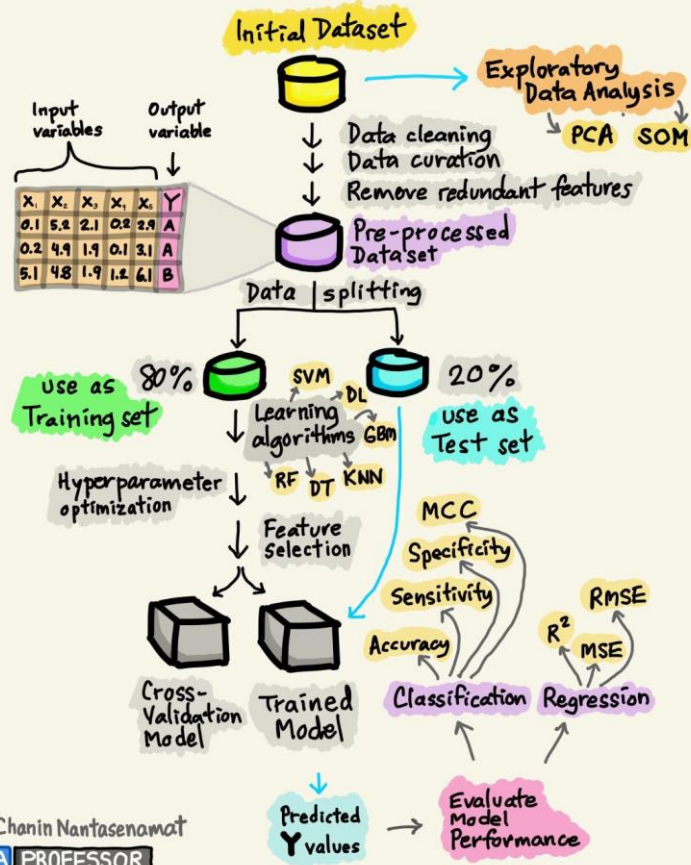 Initial Dataset
Exploratory
Data Analysis
PCA SOM
Data cleaning
Data curation
Remove redundant features
Input
variables
Output
variable
X₁ X₂ X₃ X₄ X₅ Y
0.1 5.2 2.1 0.2 2.9 A
0.2 4.9 1.9 0.1 3.1 A
5.1 4.8 1.9 1.2 6.1 B
Pre-processed
Dataset
Data splitting
80%
use as
Training set
20%
use as
Test set
Learning
algorithms
SVM
DL
GBM
KNN
DT
RF
Hyperparameter
optimization
Feature
selection
Cross-
Validation
Model
Trained
Model
Predicted
Y values
Evaluate
Model
Performance
Classification
Accuracy
Sensitivity
Specificity
MCC
Regression
R²
MSE
RMSE
Chanin Nantasenamat
A PROFESSOR